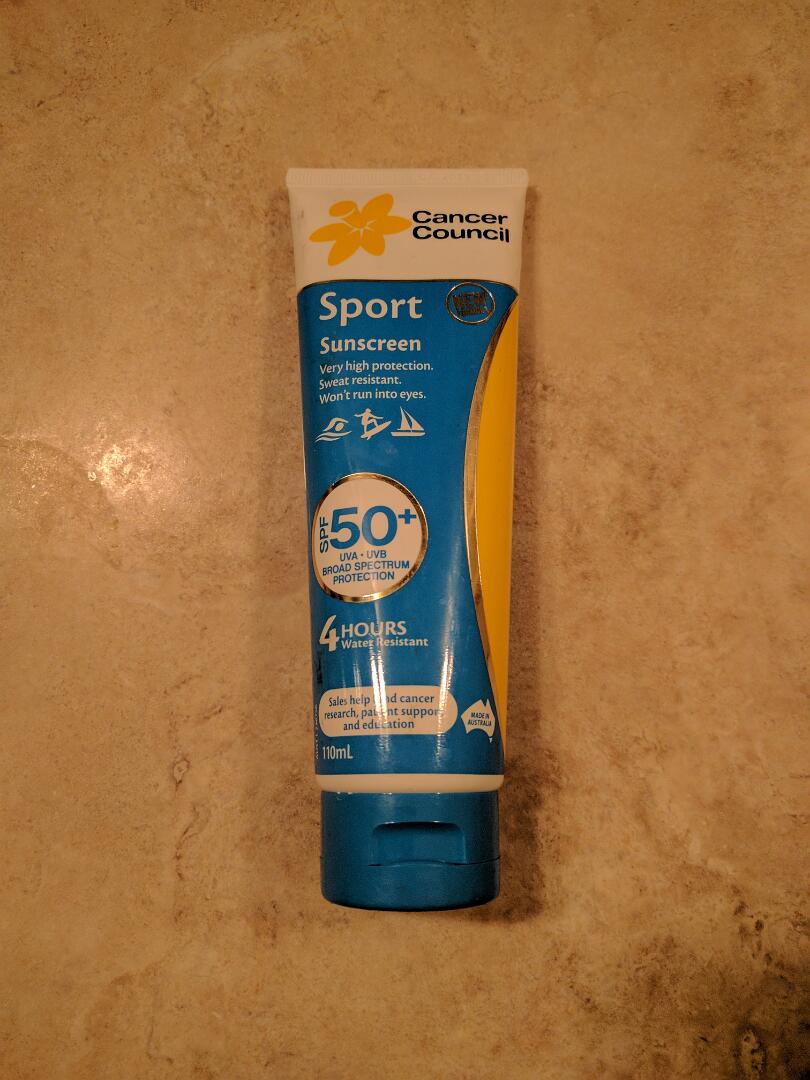 Cancer
Council
Sport
NEW
Sunscreen
Very high protection.
Sweat resistant.
Won't run into eyes.
SPF
50+
UVA • UVB
BROAD SPECTRUM
PROTECTION
4 HOURS
Water Resistant
Sales help cancer
research, patient support
and education
MADE IN
AUSTRALIA
110mL